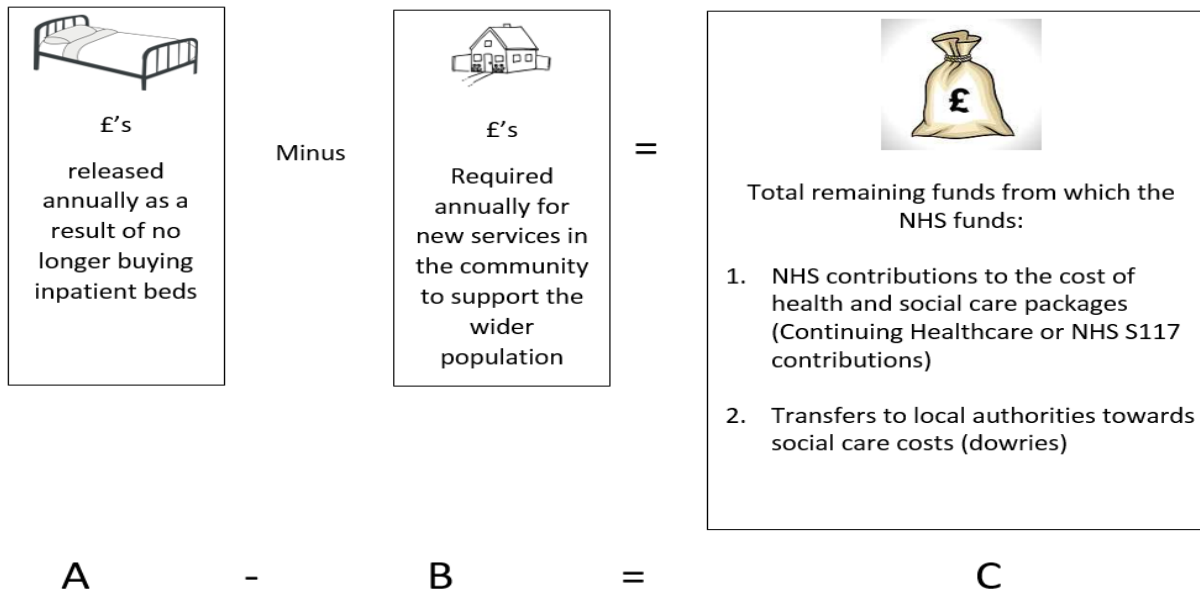 £'s
released
annually as a
result of no
longer buying
inpatient beds
Minus
£'s
Required
annually for
new services in
the community
to support the
wider
population
=
£
Total remaining funds from which the
NHS funds:
1. NHS contributions to the cost of
health and social care packages
(Continuing Healthcare or NHS S117
contributions)
2. Transfers to local authorities towards
social care costs (dowries)
A - B = C